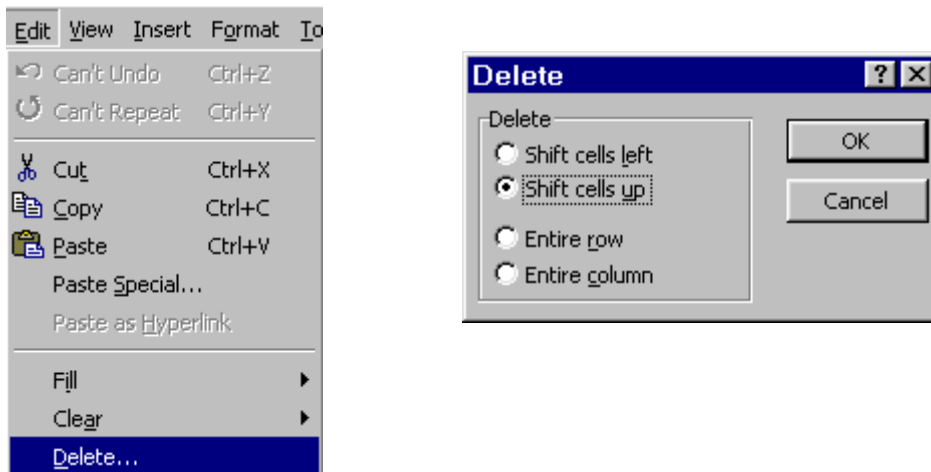 Edit View Insert Format To
Can't Undo Ctrl+Z
Can't Repeat Ctrl+Y
Cut Ctrl+X
Copy Ctrl+C
Paste Ctrl+V
Paste Special...
Paste as Hyperlink
Fill
Clear
Delete...
Delete
Delete
Shift cells left
Shift cells up
Entire row
Entire column
OK
Cancel